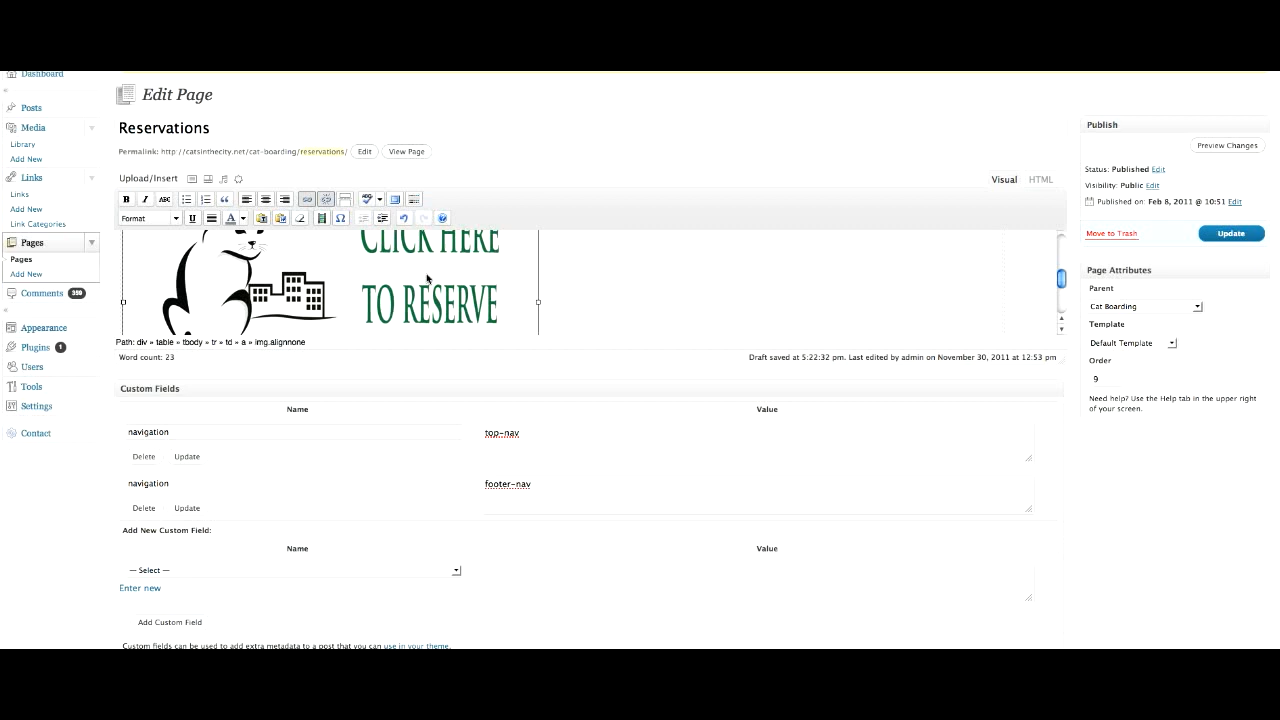 Dashboard
Edit Page
Posts
Media
Library
Add New
Links
Links
Add New
Link Categories
Pages
Pages
Add New
Comments 359
Appearance
Plugins 1
Users
Tools
Settings
Contact
Reservations
Permalink: http://catsinthecity.net/cat-boarding/reservations/ Edit View Page
Upload/Insert Visual HTML
B I ABC
Format U A
CLICK HERE
TO RESERVE
Path: div » table » tbody » tr » td » a » img.alignnone
Word count: 23 Draft saved at 5:22:32 pm. Last edited by admin on November 30, 2011 at 12:53 pm
Custom Fields
Name Value
navigation top-nav
Delete Update
navigation footer-nav
Delete Update
Add New Custom Field:
Name Value
— Select —
Enter new
Add Custom Field
Custom fields can be used to add extra metadata to a post that you can use in your theme.
Publish
Preview Changes
Status: Published Edit
Visibility: Public Edit
Published on: Feb 8, 2011 @ 10:51 Edit
Move to Trash Update
Page Attributes
Parent
Cat Boarding
Template
Default Template
Order
9
Need help? Use the Help tab in the upper right
of your screen.